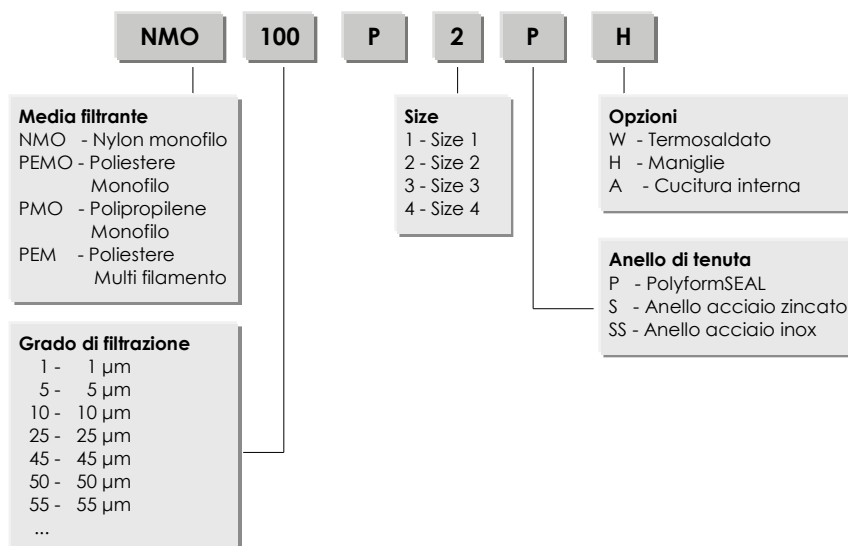 NMO 100 P 2 P H
Media filtrante
NMO - Nylon monofilo
PEMO - Poliestere
Monofilo
PMO - Polipropilene
Monofilo
PEM - Poliestere
Multi filamento
Grado di filtrazione
1 - 1 µm
5 - 5 µm
10 - 10 µm
25 - 25 µm
45 - 45 µm
50 - 50 µm
55 - 55 µm
...
Size
1 - Size 1
2 - Size 2
3 - Size 3
4 - Size 4
Opzioni
W - Termosaldato
H - Maniglie
A - Cucitura interna
Anello di tenuta
P - PolyformSEAL
S - Anello acciaio zincato
SS - Anello acciaio inox